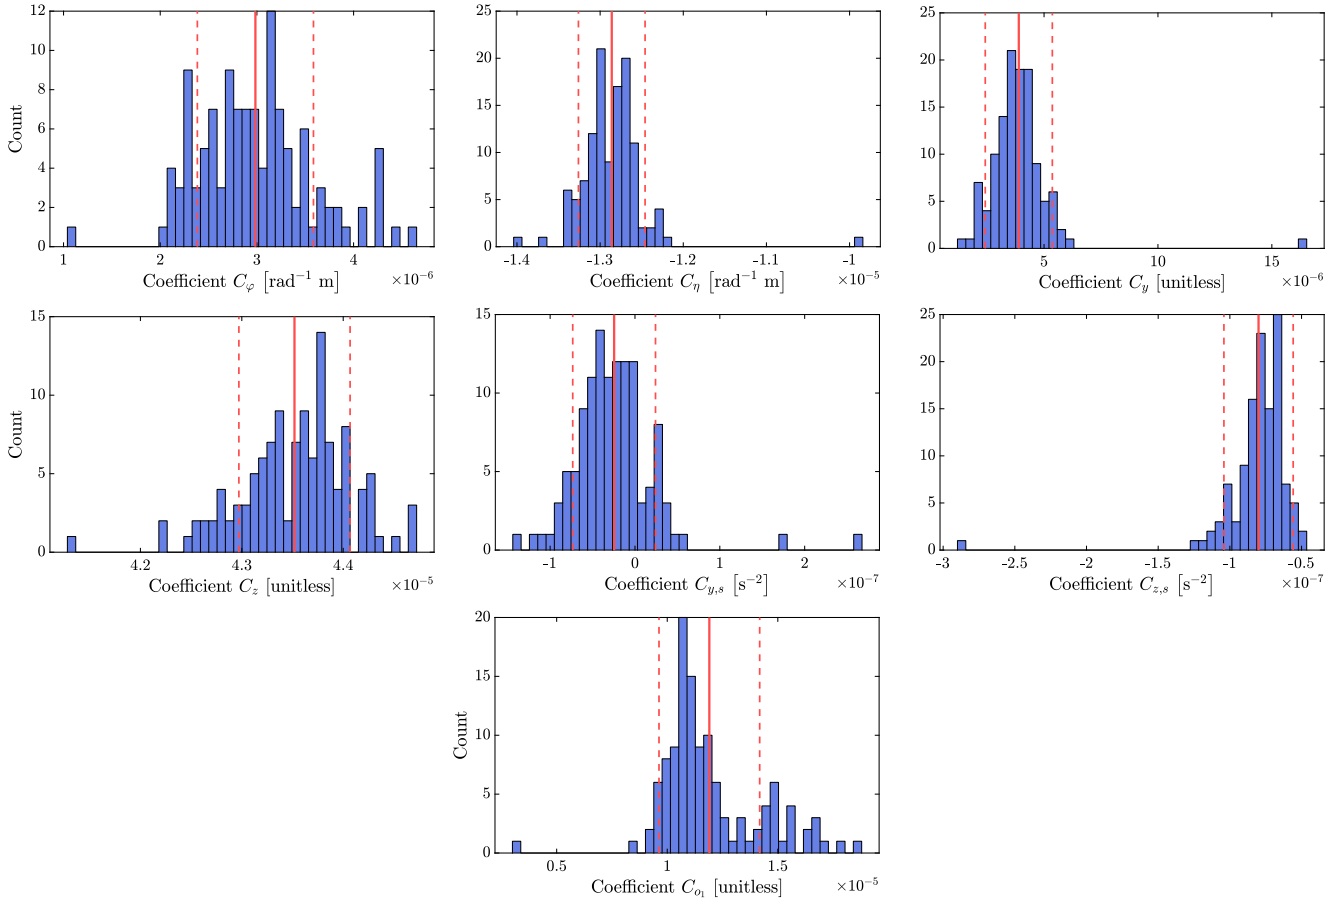 12
10
8
6
4
2
0
Count
1 2 3 4
Coefficient C_φ [rad⁻¹ m] ×10⁻⁶
25
20
15
10
5
0
-1.4 -1.3 -1.2 -1.1 -1
Coefficient C_η [rad⁻¹ m] ×10⁻⁵
25
20
15
10
5
0
5 10 15
Coefficient C_y [unitless] ×10⁻⁶
15
10
5
0
Count
4.2 4.3 4.4
Coefficient C_z [unitless] ×10⁻⁵
15
10
5
0
-1 0 1 2
Coefficient C_{y,s} [s⁻²] ×10⁻⁷
25
20
15
10
5
0
-3 -2.5 -2 -1.5 -1 -0.5
Coefficient C_{z,s} [s⁻²] ×10⁻⁷
20
15
10
5
0
Count
0.5 1 1.5
Coefficient C_{o₁} [unitless] ×10⁻⁵